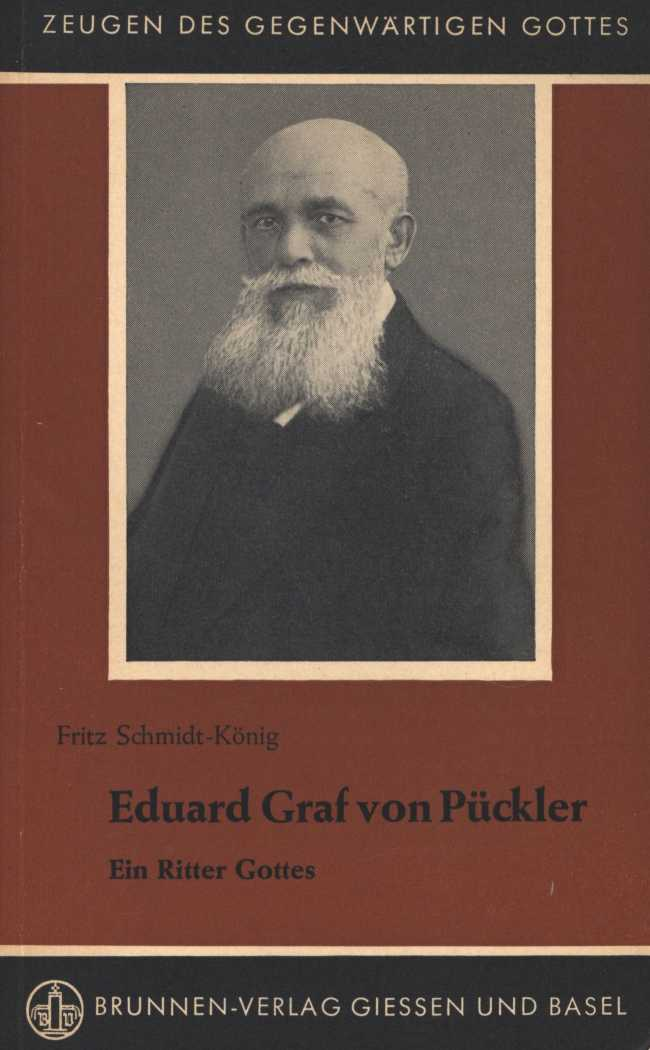 ZEUGEN DES GEGENWÄRTIGEN GOTTES
Fritz Schmidt-König
Eduard Graf von Pückler
Ein Ritter Gottes
B V
BRUNNEN-VERLAG GIESSEN UND BASEL